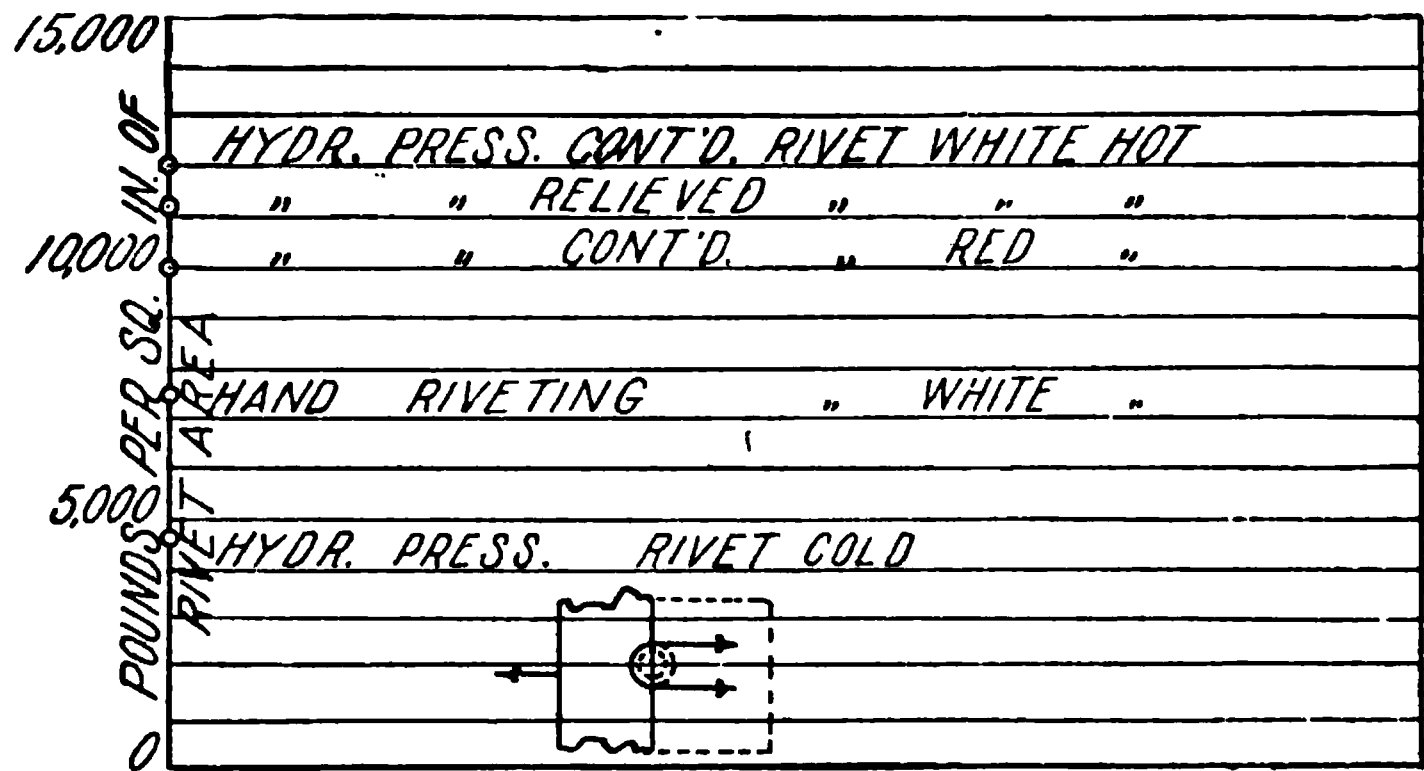 15,000
HYDR. PRESS. CONT'D. RIVET WHITE HOT
" " RELIEVED " " "
10,000 " " CONT'D. " RED "
HAND RIVETING " WHITE "
5,000
HYDR. PRESS. RIVET COLD
0
POUNDS PER SQ. IN. OF
RIVET AREA